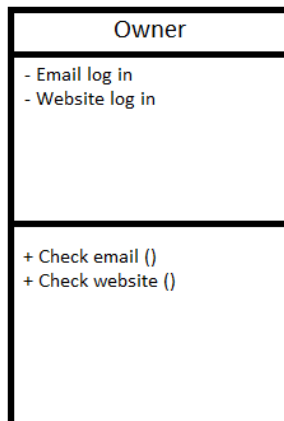 Owner
- Email log in
- Website log in
+ Check email ()
+ Check website ()